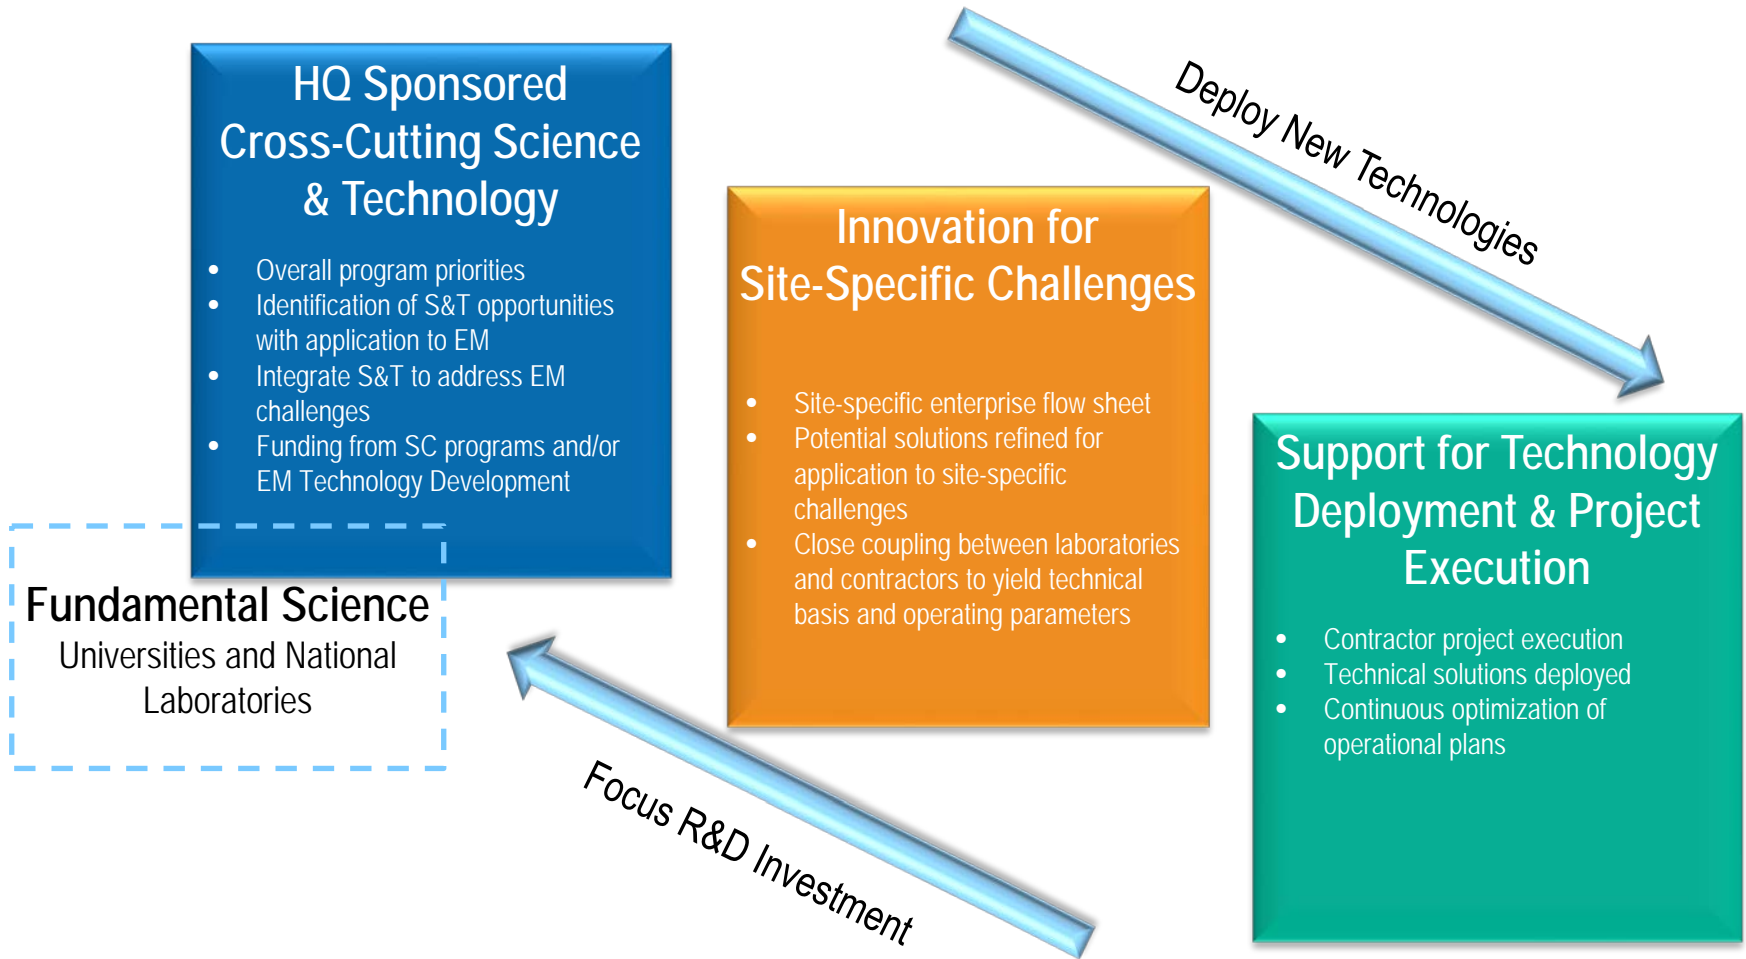 HQ Sponsored
Cross-Cutting Science
& Technology
• Overall program priorities
• Identification of S&T opportunities
with application to EM
• Integrate S&T to address EM
challenges
• Funding from SC programs and/or
EM Technology Development
Fundamental Science
Universities and National
Laboratories
Innovation for
Site-Specific Challenges
• Site-specific enterprise flow sheet
• Potential solutions refined for
application to site-specific
challenges
• Close coupling between laboratories
and contractors to yield technical
basis and operating parameters
Deploy New Technologies
Support for Technology
Deployment & Project
Execution
• Contractor project execution
• Technical solutions deployed
• Continuous optimization of
operational plans
Focus R&D Investment